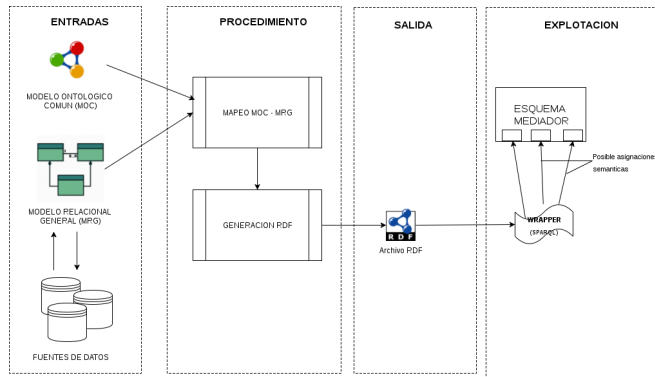 ENTRADAS
MODELO ONTOLOGICO
COMUN (MOC)
MODELO RELACIONAL
GENERAL (MRG)
FUENTES DE DATOS
PROCEDIMIENTO
MAPEO MOC - MRG
GENERACION RDF
SALIDA
RDF
Archivo RDF
EXPLOTACION
ESQUEMA
MEDIADOR
Posible asignaciones
semanticas
WRAPPER
(SPARQL)